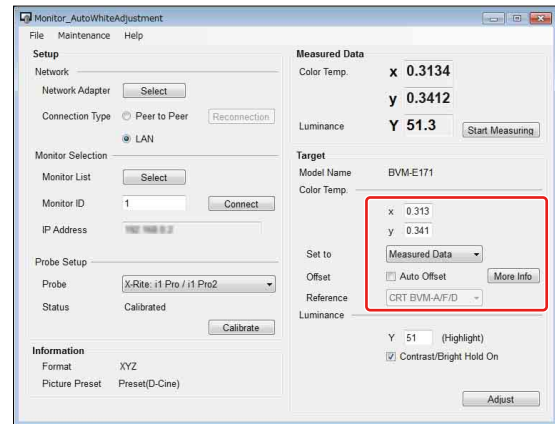 Monitor_AutoWhiteAdjustment
File Maintenance Help
Setup
Network
Network Adapter Select
Connection Type Peer to Peer Reconnection
LAN
Monitor Selection
Monitor List Select
Monitor ID 1 Connect
IP Address
Probe Setup
Probe X-Rite: i1 Pro / i1 Pro2
Status Calibrated
Calibrate
Information
Format XYZ
Picture Preset Preset(D-Cine)
Measured Data
Color Temp. x 0.3134
y 0.3412
Luminance Y 51.3 Start Measuring
Target
Model Name BVM-E171
Color Temp.
x 0.313
y 0.341
Set to Measured Data
Offset Auto Offset More Info
Reference CRT BVM-A/F/D
Luminance
Y 51 (Highlight)
Contrast/Bright Hold On
Adjust